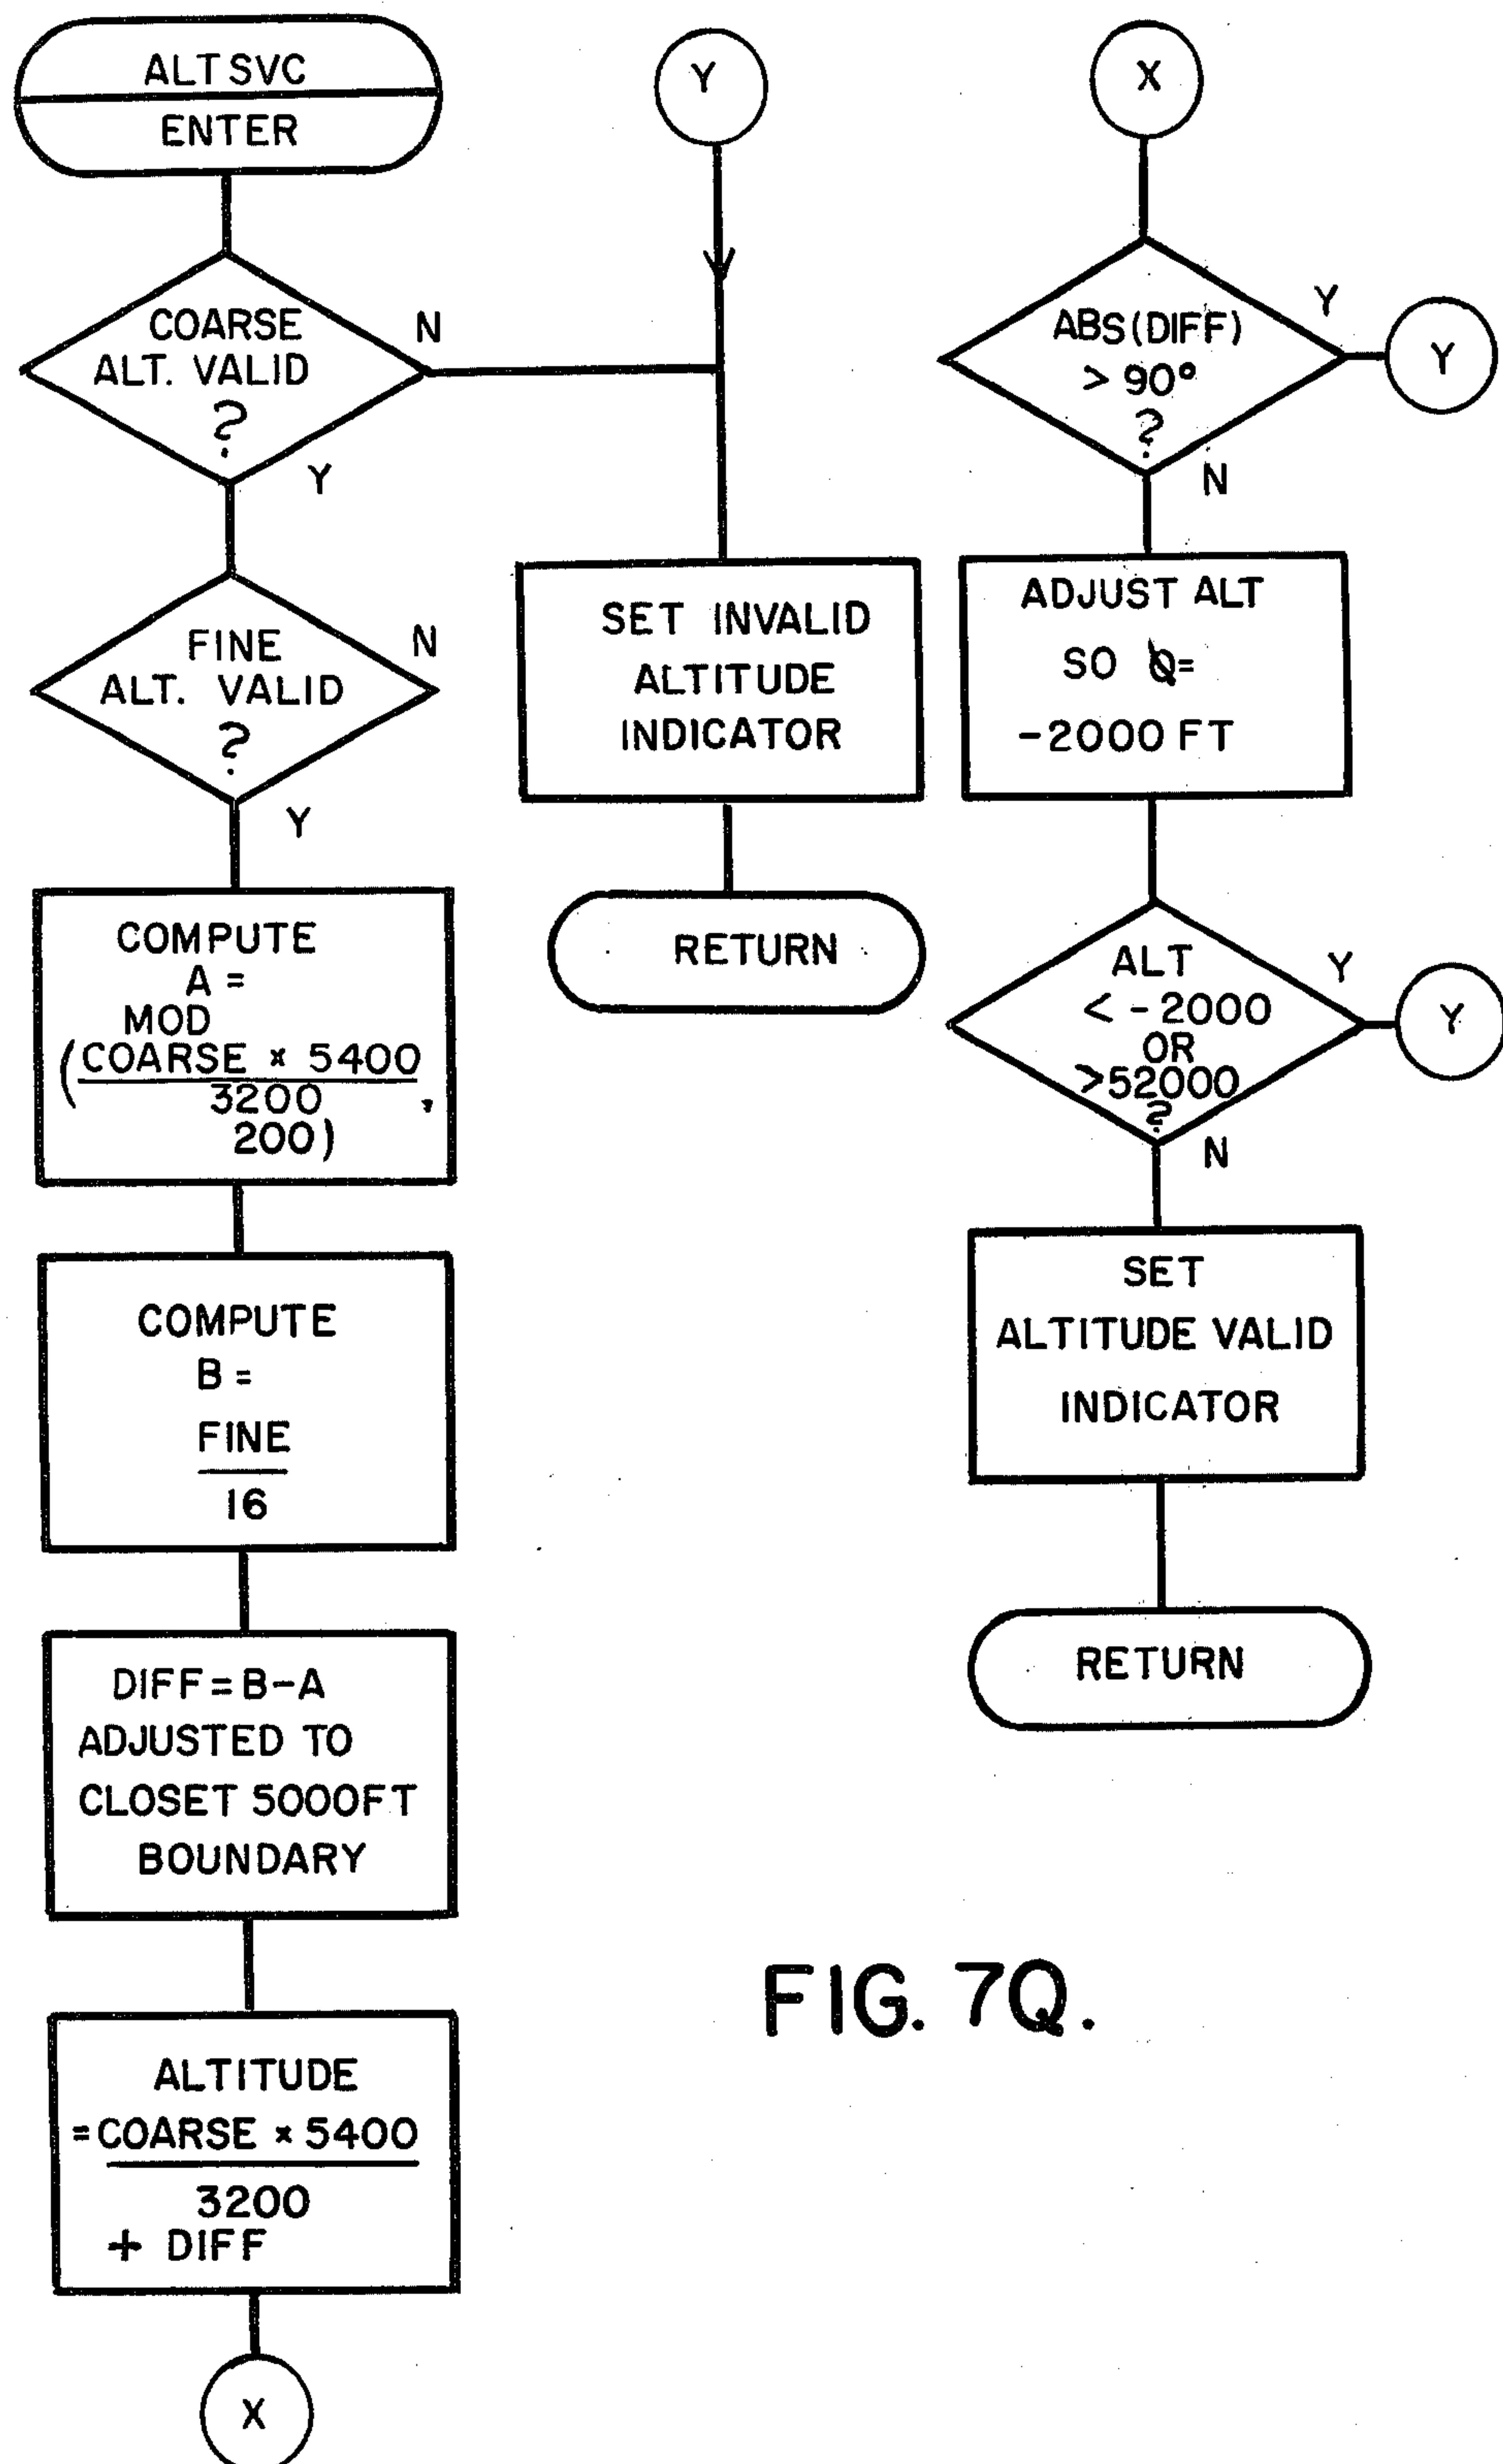 ALT SVC
ENTER
COARSE
ALT. VALID
?
N
Y
FINE
ALT. VALID
?
N
Y
COMPUTE
A =
MOD
(COARSE × 5400
3200 ,
200)
COMPUTE
B =
FINE
16
DIFF = B-A
ADJUSTED TO
CLOSET 5000FT
BOUNDARY
ALTITUDE
= COARSE × 5400
3200
+ DIFF
X
Y
SET INVALID
ALTITUDE
INDICATOR
RETURN
X
ABS(DIFF)
> 90°
?
Y
Y
N
ADJUST ALT
SO 0̸=
-2000 FT
ALT
< - 2000
OR
>52000
?
Y
Y
N
SET
ALTITUDE VALID
INDICATOR
RETURN
FIG. 7Q.